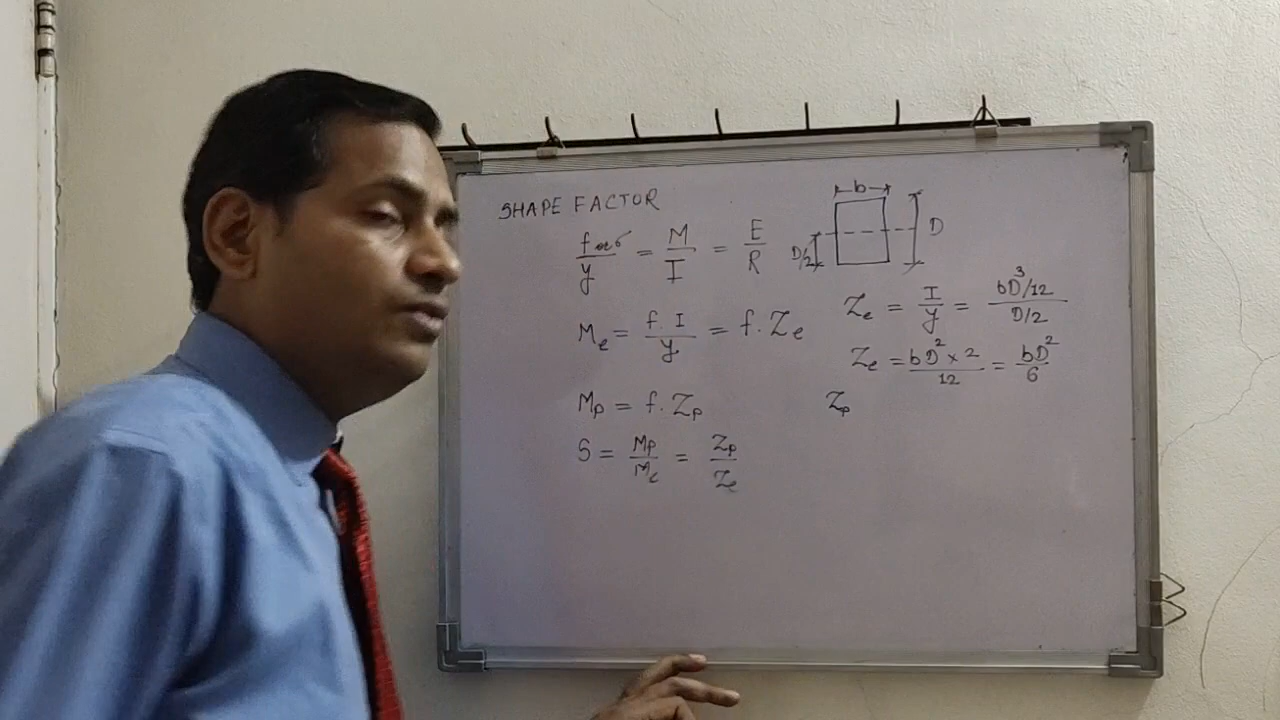 SHAPE FACTOR
f or σ / y = M / I = E / R
Me = f. I / y = f. Ze
Mp = f. Zp
S = Mp / Me = Zp / Ze
b
D
D/2
Ze = I / y = bD³/12 / D/2
Ze = bD² × 2 / 12 = bD² / 6
Zp